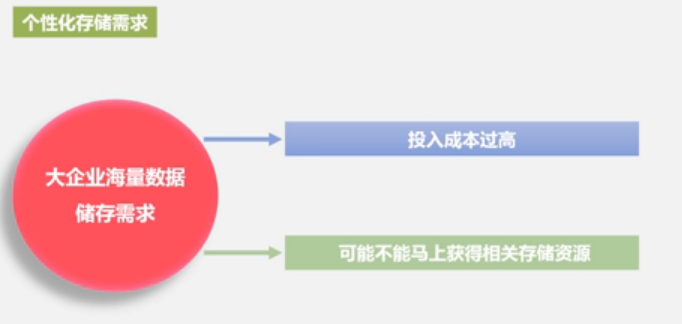 个性化存储需求
大企业海量数据
储存需求
投入成本过高
可能不能马上获得相关存储资源